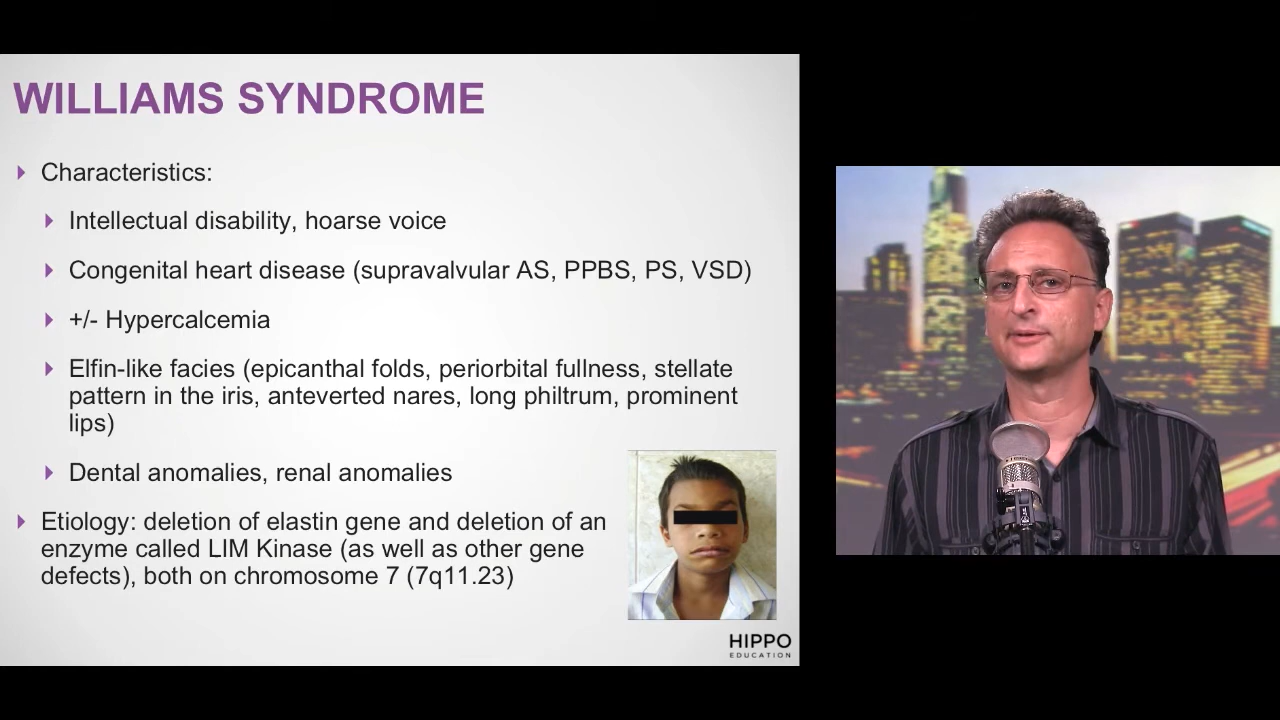 WILLIAMS SYNDROME
Characteristics:
Intellectual disability, hoarse voice
Congenital heart disease (supravalvular AS, PPBS, PS, VSD)
+/- Hypercalcemia
Elfin-like facies (epicanthal folds, periorbital fullness, stellate
pattern in the iris, anteverted nares, long philtrum, prominent
lips)
Dental anomalies, renal anomalies
Etiology: deletion of elastin gene and deletion of an
enzyme called LIM Kinase (as well as other gene
defects), both on chromosome 7 (7q11.23)
HIPPO
EDUCATION